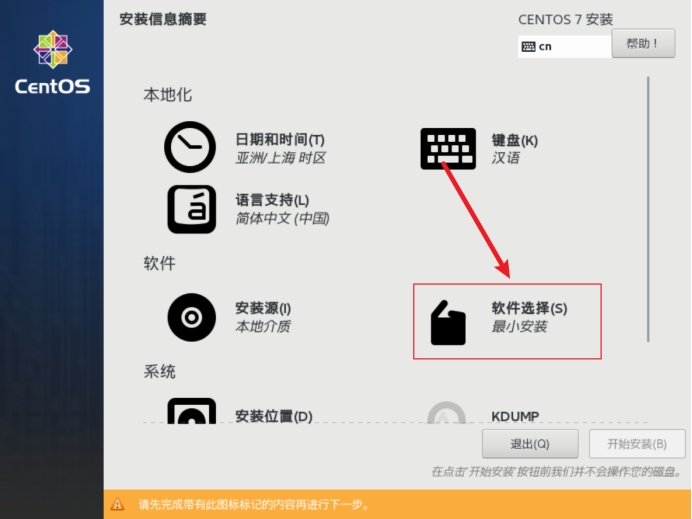 CentOS
安装信息摘要
CENTOS 7 安装
cn
帮助！
本地化
日期和时间(T)
亚洲/上海 时区
键盘(K)
汉语
语言支持(L)
简体中文 (中国)
软件
安装源(I)
本地介质
软件选择(S)
最小安装
系统
安装位置(D)
KDUMP
退出(Q)
开始安装(B)
在点击“开始安装”按钮前我们并不会操作您的磁盘。
请先完成带有此图标标记的内容再进行下一步。